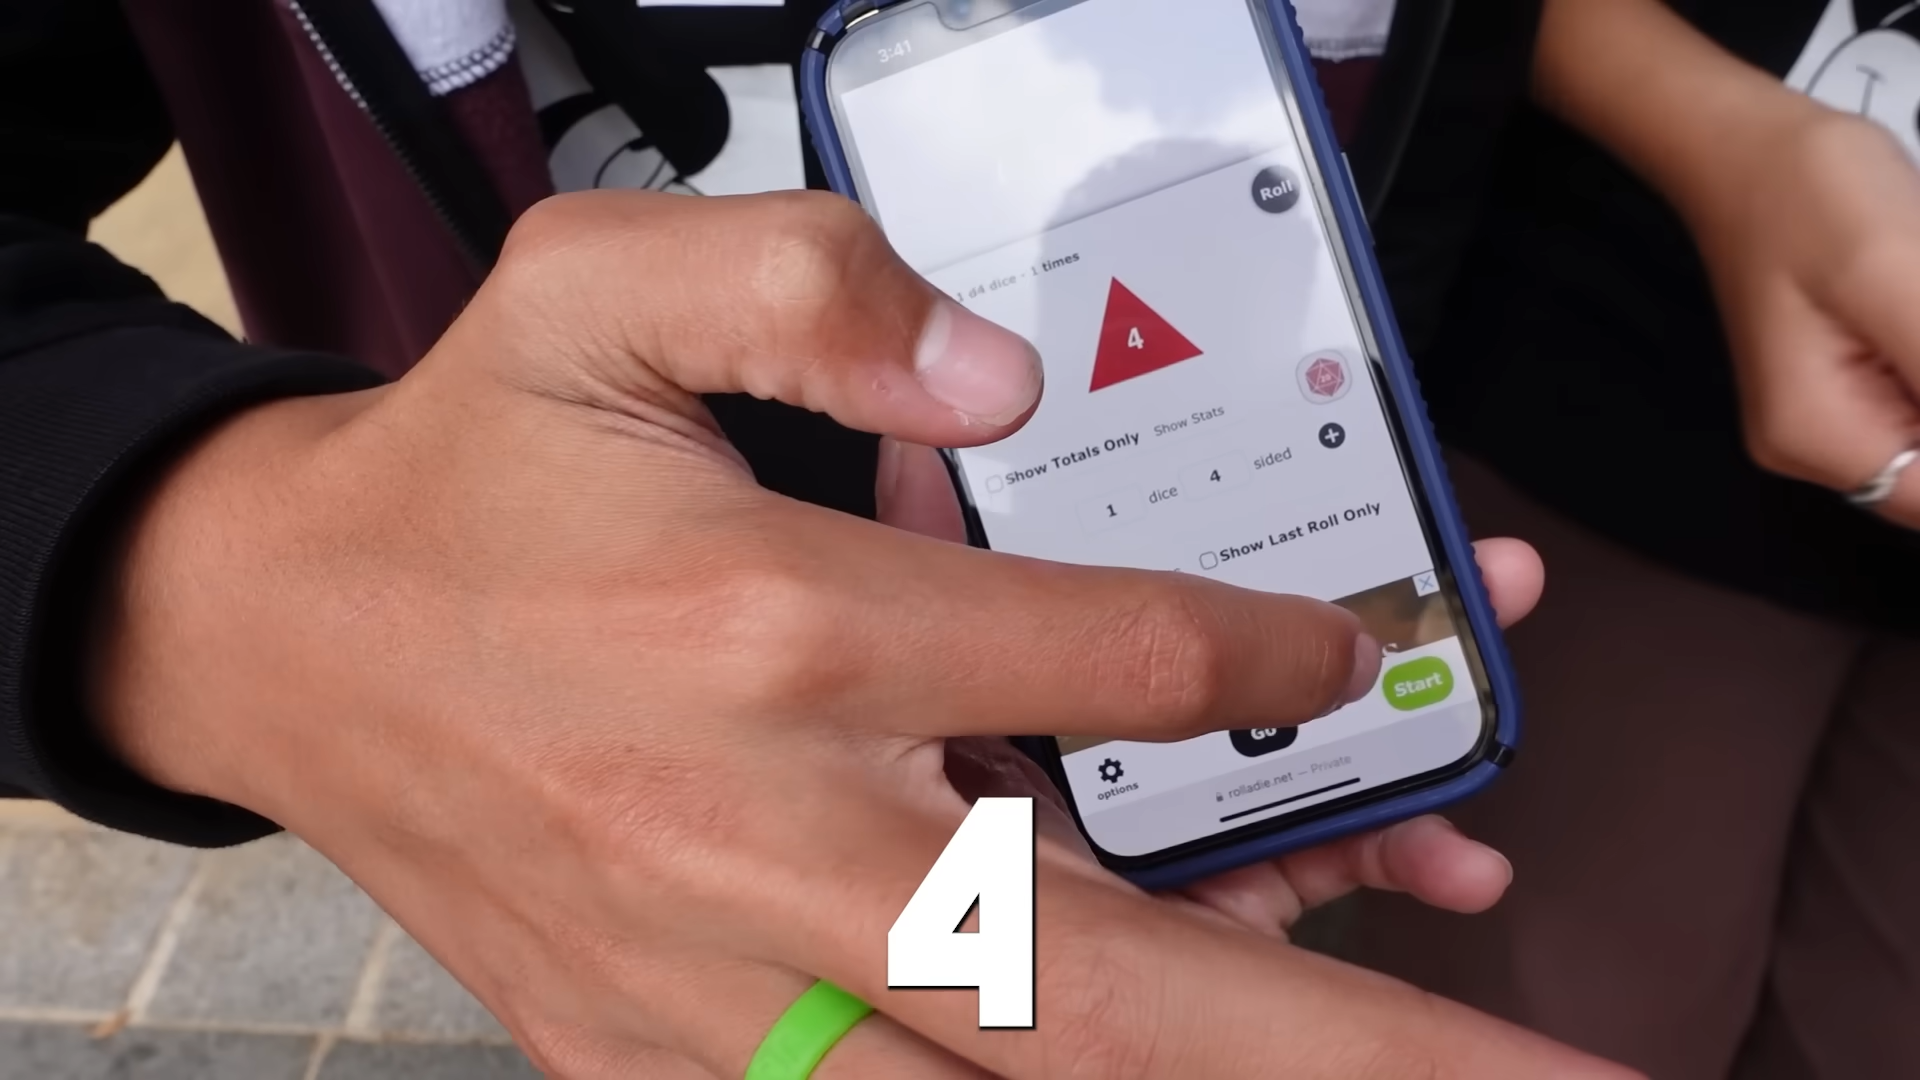 3:41
Roll
1 d4 dice - 1 times
4
Show Totals Only Show Stats
1 dice 4 sided
Show Last Roll Only
Start
Go
options
rolladie.net — Private
4